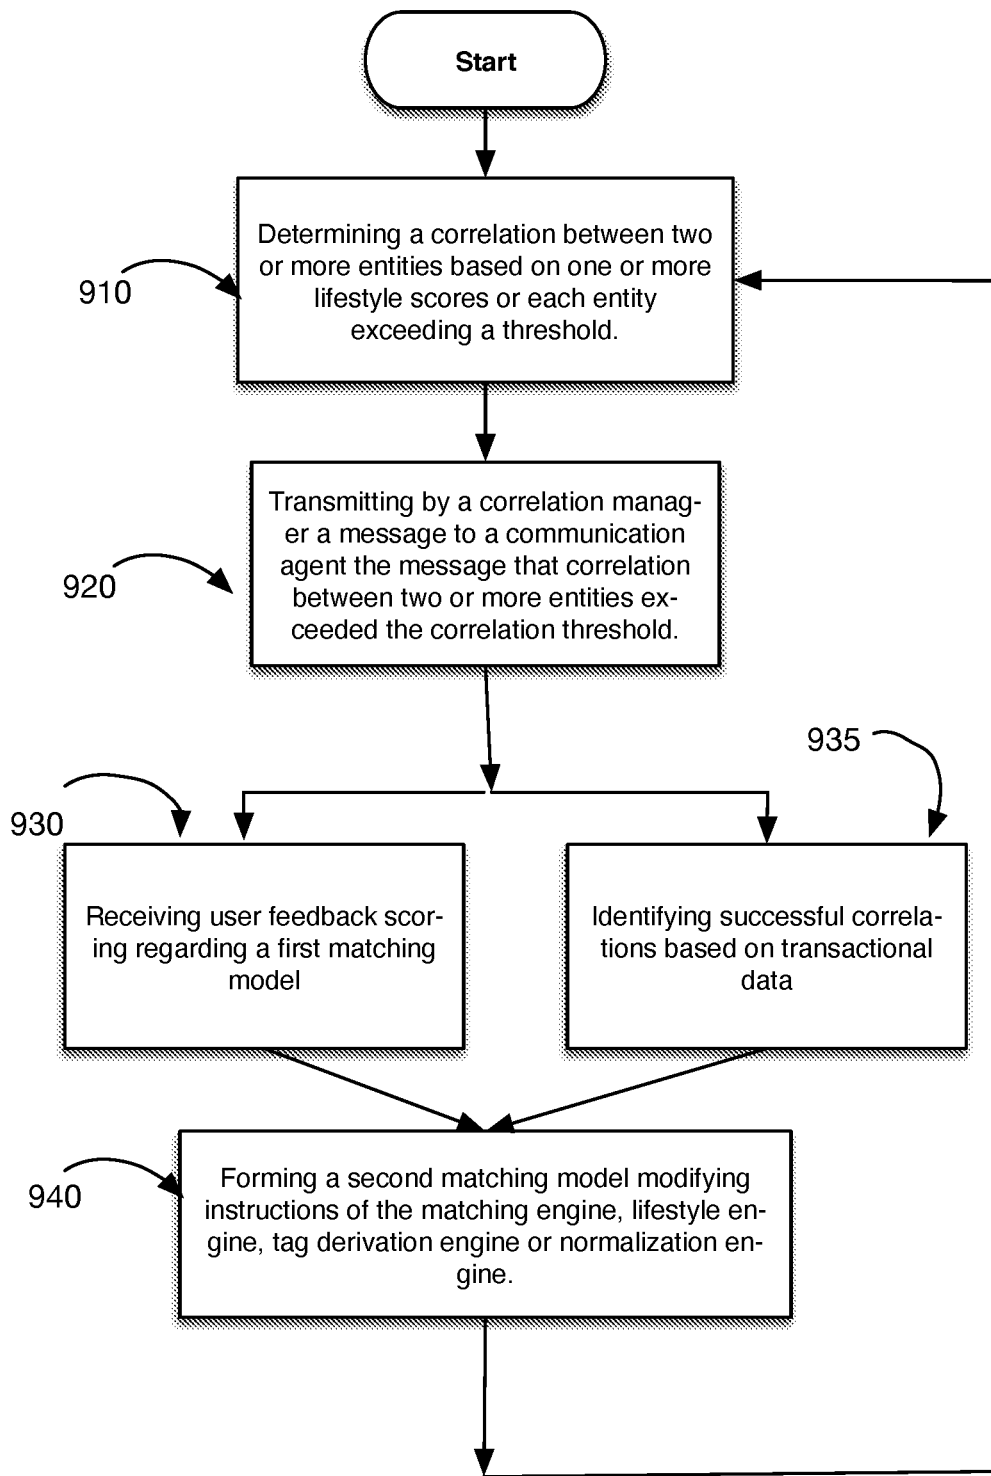 Start
Determining a correlation between two
or more entities based on one or more
lifestyle scores or each entity
exceeding a threshold.
910
Transmitting by a correlation manag-
er a message to a communication
agent the message that correlation
between two or more entities ex-
ceeded the correlation threshold.
920
935
930
Receiving user feedback scor-
ing regarding a first matching
model
Identifying successful correla-
tions based on transactional
data
Forming a second matching model modifying
instructions of the matching engine, lifestyle en-
gine, tag derivation engine or normalization en-
gine.
940